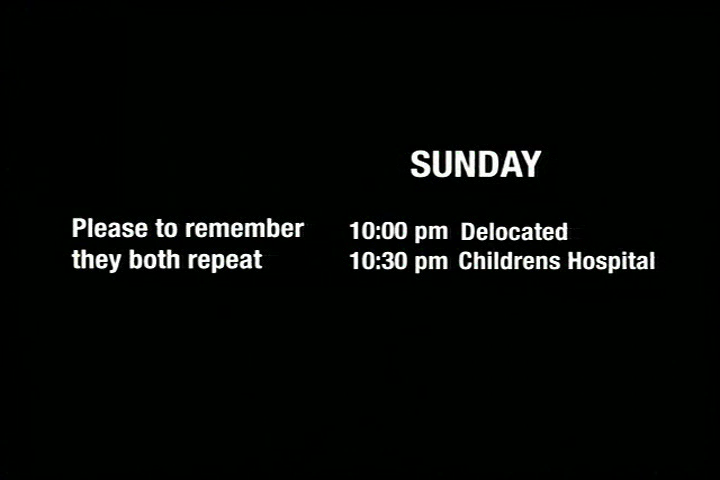 SUNDAY
Please to remember
they both repeat
10:00 pm Delocated
10:30 pm Childrens Hospital